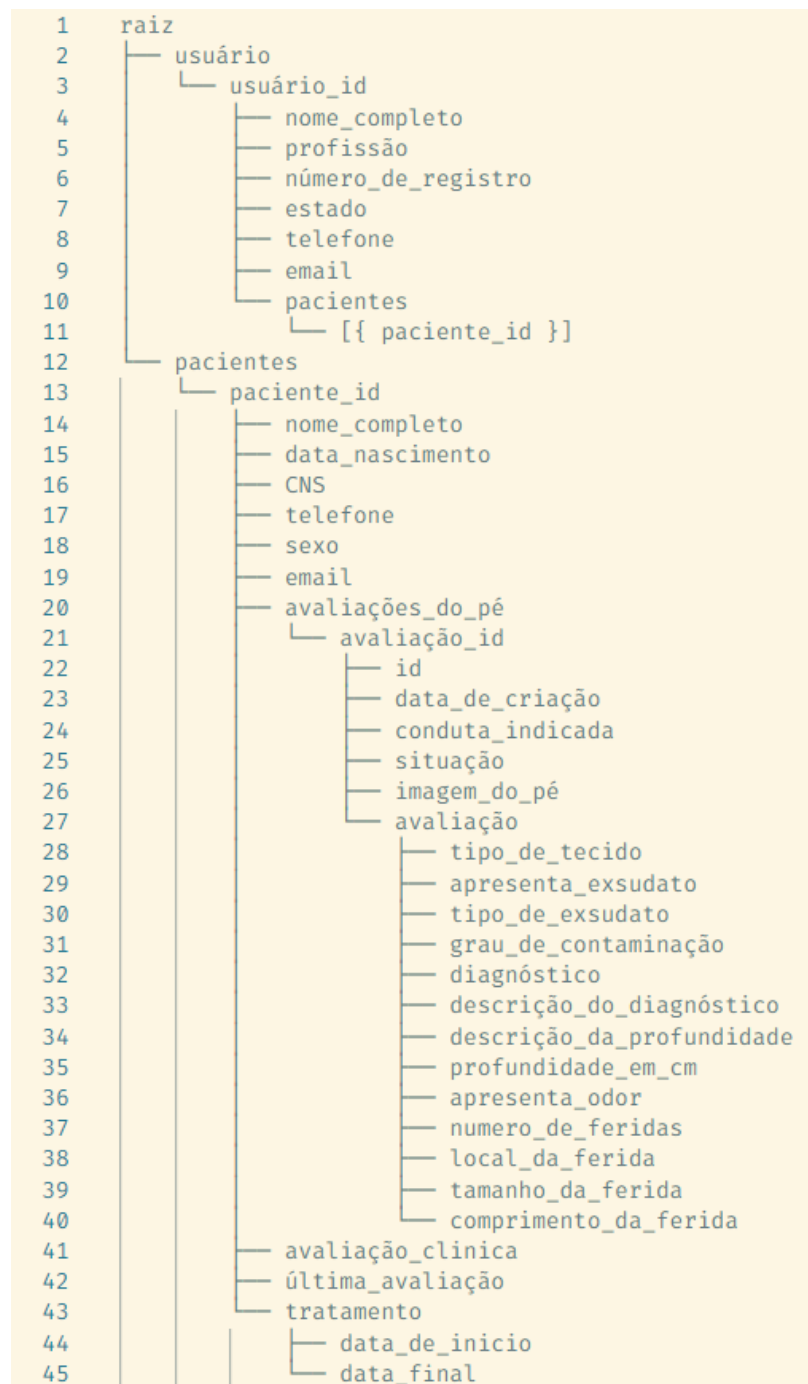 1 raiz
2 ├── usuário
3 │   └── usuário_id
4 │       ├── nome_completo
5 │       ├── profissão
6 │       ├── número_de_registro
7 │       ├── estado
8 │       ├── telefone
9 │       ├── email
10 │       └── pacientes
11 │           └── [{ paciente_id }]
12 └── pacientes
13     └── paciente_id
14         ├── nome_completo
15         ├── data_nascimento
16         ├── CNS
17         ├── telefone
18         ├── sexo
19         ├── email
20         ├── avaliações_do_pé
21         │   └── avaliação_id
22         │       ├── id
23         │       ├── data_de_criação
24         │       ├── conduta_indicada
25         │       ├── situação
26         │       ├── imagem_do_pé
27         │       └── avaliação
28         │           ├── tipo_de_tecido
29         │           ├── apresenta_exsudato
30         │           ├── tipo_de_exsudato
31         │           ├── grau_de_contaminação
32         │           ├── diagnóstico
33         │           ├── descrição_do_diagnóstico
34         │           ├── descrição_da_profundidade
35         │           ├── profundidade_em_cm
36         │           ├── apresenta_odor
37         │           ├── numero_de_feridas
38         │           ├── local_da_ferida
39         │           ├── tamanho_da_ferida
40         │           └── comprimento_da_ferida
41         ├── avaliação_clinica
42         ├── última_avaliação
43         └── tratamento
44             ├── data_de_inicio
45             └── data_final